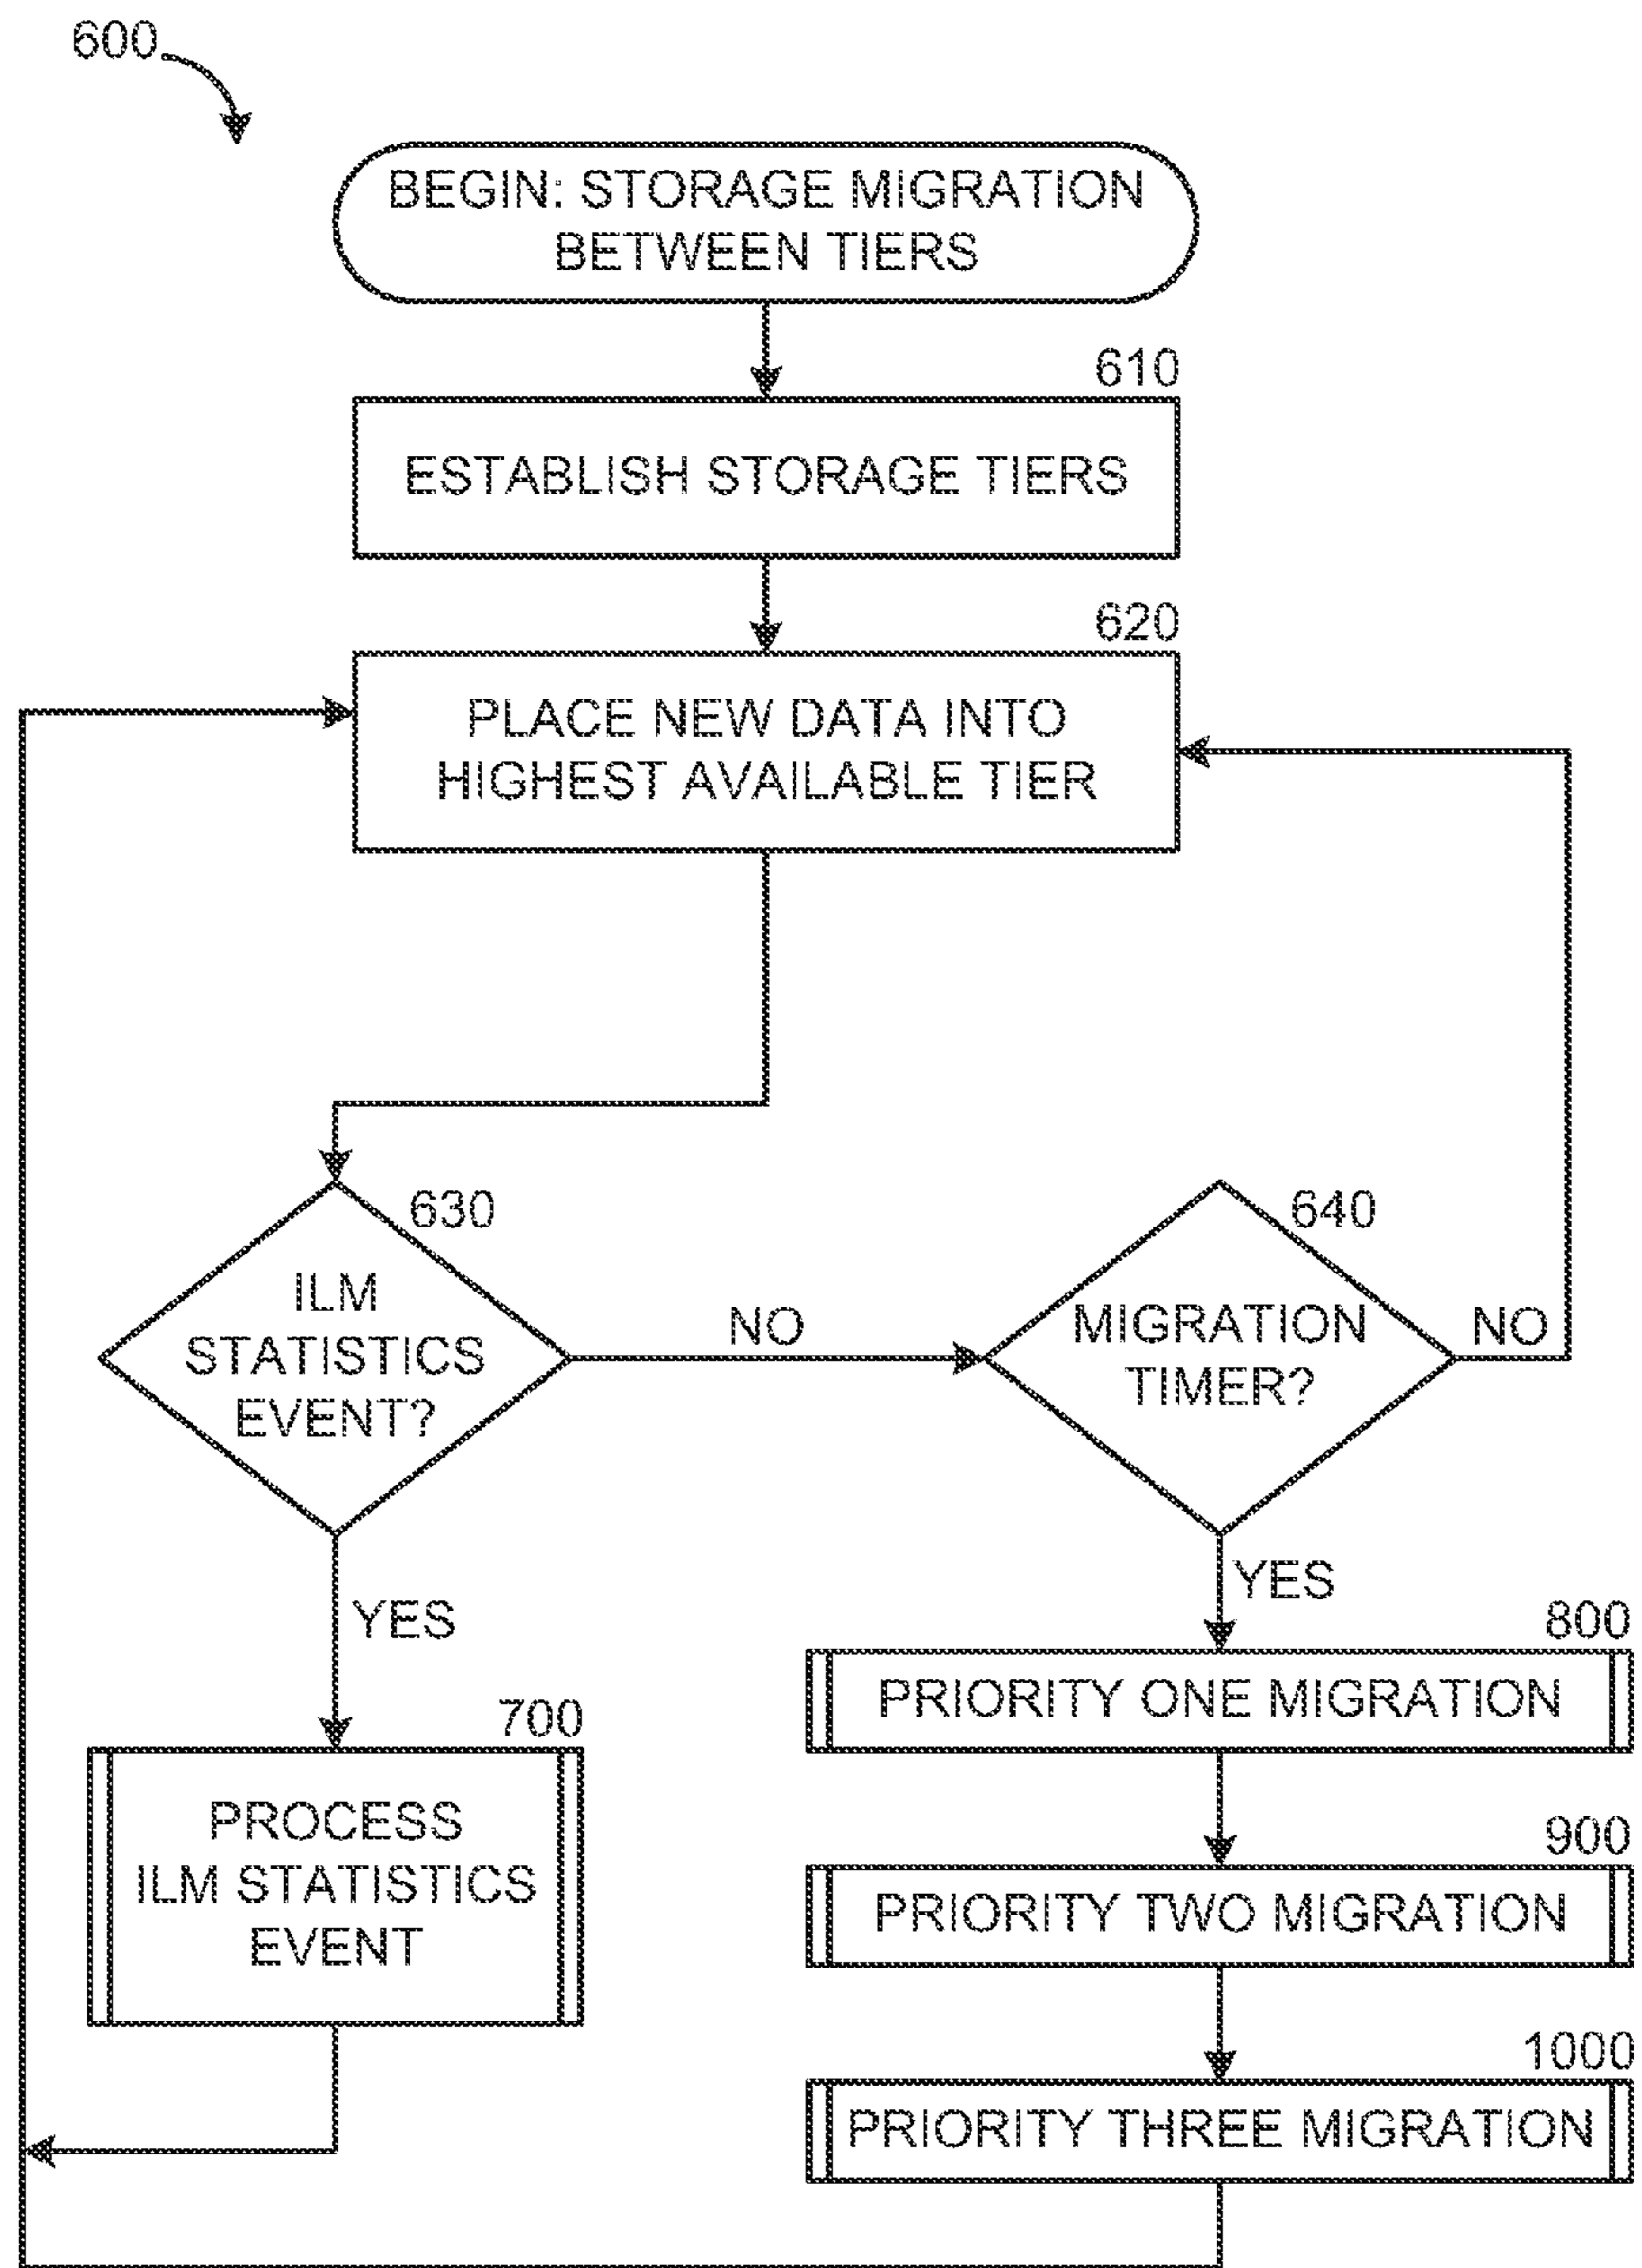 600
BEGIN: STORAGE MIGRATION
BETWEEN TIERS
610
ESTABLISH STORAGE TIERS
620
PLACE NEW DATA INTO
HIGHEST AVAILABLE TIER
630
ILM
STATISTICS
EVENT?
NO
640
MIGRATION
TIMER?
NO
YES
700
PROCESS
ILM STATISTICS
EVENT
YES
800
PRIORITY ONE MIGRATION
900
PRIORITY TWO MIGRATION
1000
PRIORITY THREE MIGRATION